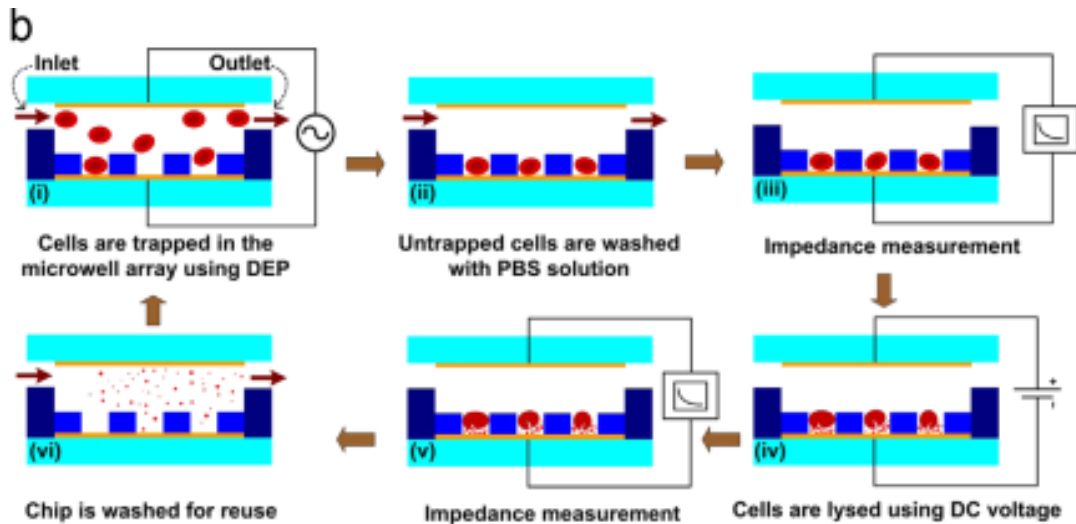 b
Inlet
Outlet
(i)
(ii)
(iii)
Cells are trapped in the
microwell array using DEP
Untrapped cells are washed
with PBS solution
Impedance measurement
+
(vi)
(v)
(iv)
Chip is washed for reuse
Impedance measurement
Cells are lysed using DC voltage